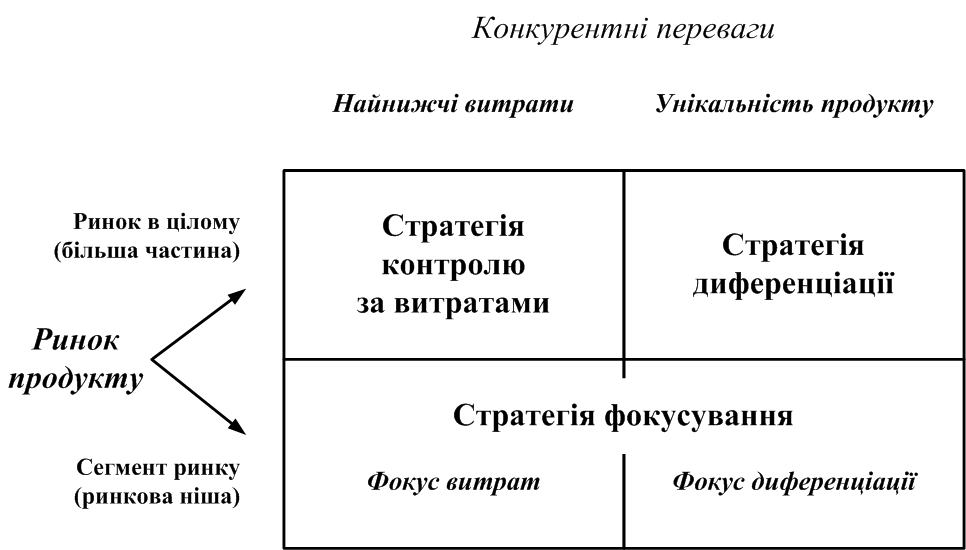 Конкурентні переваги
Найнижчі витрати
Унікальність продукту
Ринок в цілому
(більша частина)
Стратегія
контролю
за витратами
Стратегія
диференціації
Ринок
продукту
Стратегія фокусування
Сегмент ринку
(ринкова ніша)
Фокус витрат
Фокус диференціації